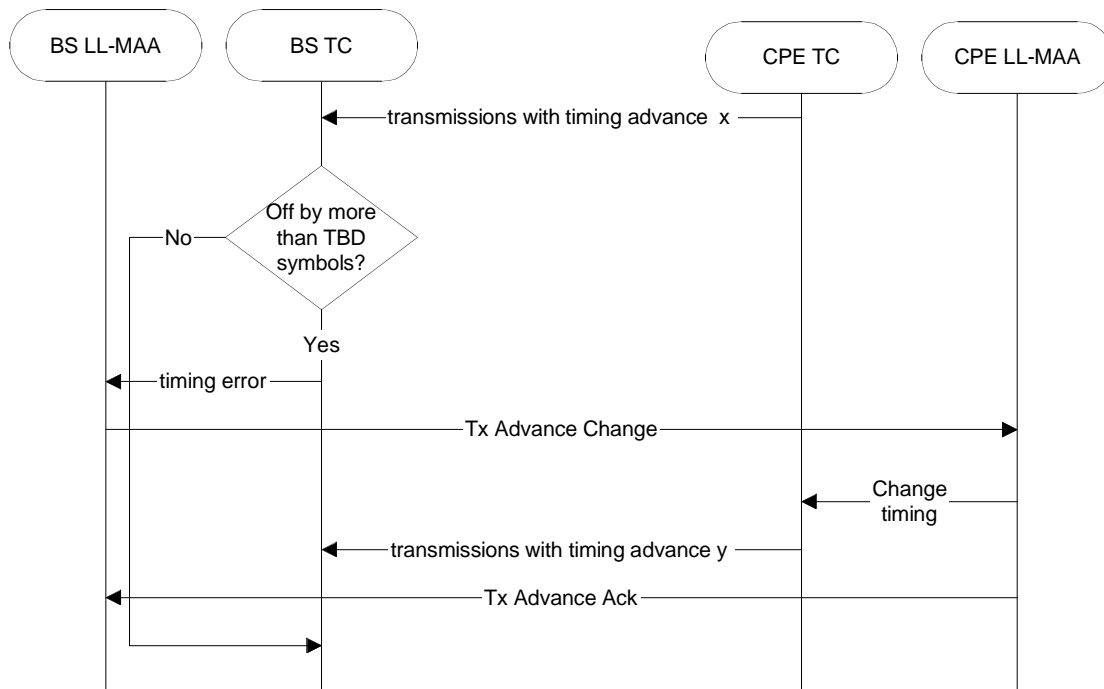 BS LL-MAA
BS TC
CPE TC
CPE LL-MAA
transmissions with timing advance x
Off by more
than TBD
symbols?
No
Yes
timing error
Tx Advance Change
Change
timing
transmissions with timing advance y
Tx Advance Ack